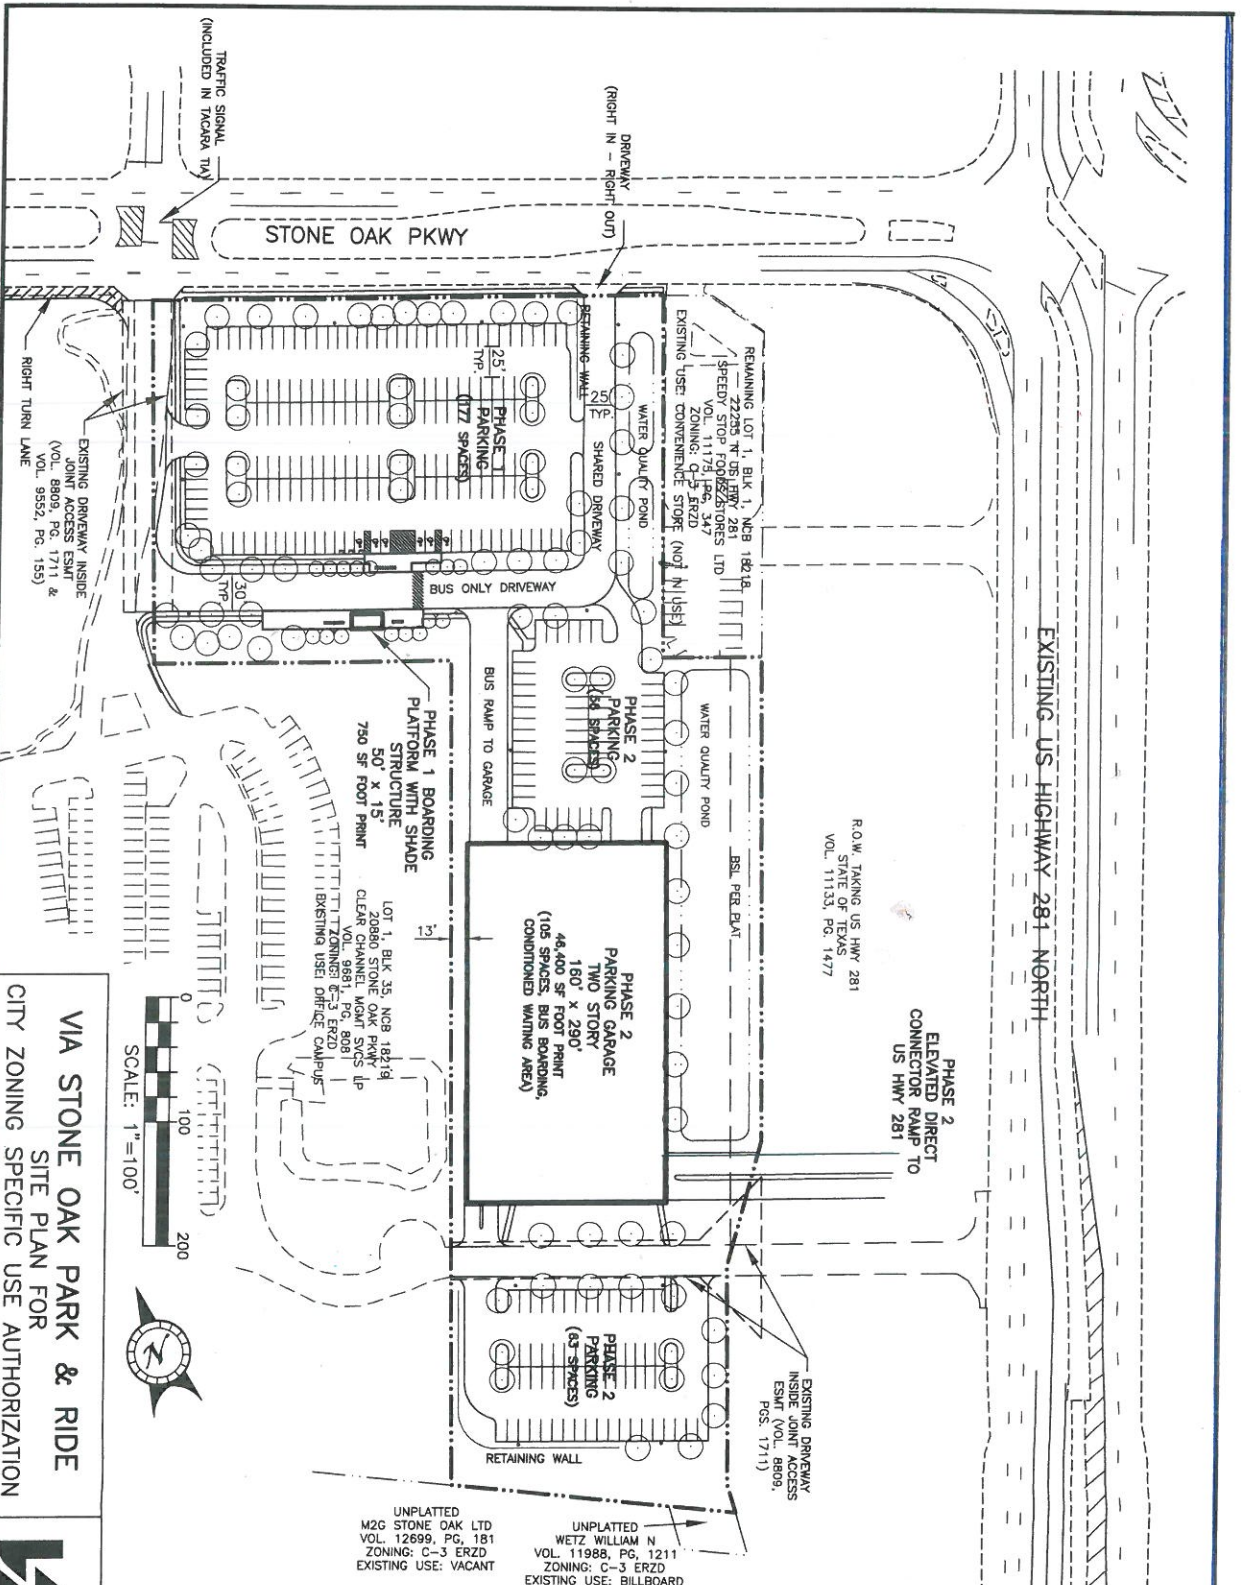 TRAFFIC SIGNAL
(INCLUDED IN TACARA TIA)
DRIVEWAY
(RIGHT IN – RIGHT OUT)
STONE OAK PKWY
RETAINING WALL
25'
TYP.
25
TYP.
PHASE 1
PARKING
(177 SPACES)
WATER QUALITY POND
SHARED DRIVEWAY
REMAINING LOT 1, BLK 1, NCB 18218
22255 N US HWY 281
SPEEDY STOP FOOD STORES LTD
VOL. 11175, PG, 347
ZONING: C-3 ERZD
EXISTING USE: CONVENIENCE STORE (NOT IN USE)
EXISTING US HIGHWAY 281 NORTH
RIGHT TURN LANE
EXISTING DRIVEWAY INSIDE
JOINT ACCESS ESMT
(VOL. 8809, PG. 1711 &
VOL. 9552, PG. 155)
BUS ONLY DRIVEWAY
30
TYP
PHASE 2
PARKING
(56 SPACES)
BUS RAMP TO GARAGE
WATER QUALITY POND
BSL PER PLAT
PHASE 1 BOARDING
PLATFORM WITH SHADE
STRUCTURE
50' X 15'
750 SF FOOT PRINT
R.O.W. TAKING US HWY 281
STATE OF TEXAS
VOL. 11133, PG. 1477
LOT 1, BLK 35, NCB 18219
20880 STONE OAK PKWY
CLEAR CHANNEL MGMT SVCS LP
VOL. 9681, PG, 808
ZONING: C-3 ERZD
EXISTING USE: OFFICE CAMPUS
13'
PHASE 2
PARKING GARAGE
TWO STORY
160' X 290'
46,400 SF FOOT PRINT
(105 SPACES, BUS BOARDING,
CONDITIONED WAITING AREA)
PHASE 2
ELEVATED DIRECT
CONNECTOR RAMP TO
US HWY 281
0 100 200
SCALE: 1"=100'
N
PHASE 2
PARKING
(63 SPACES)
RETAINING WALL
EXISTING DRIVEWAY
INSIDE JOINT ACCESS
ESMT (VOL. 8809,
PGS. 1711)
UNPLATTED
M2G STONE OAK LTD
VOL. 12699, PG, 181
ZONING: C-3 ERZD
EXISTING USE: VACANT
UNPLATTED
WETZ WILLIAM N
VOL. 11988, PG, 1211
ZONING: C-3 ERZD
EXISTING USE: BILLBOARD
VIA STONE OAK PARK & RIDE
SITE PLAN FOR
CITY ZONING SPECIFIC USE AUTHORIZATION